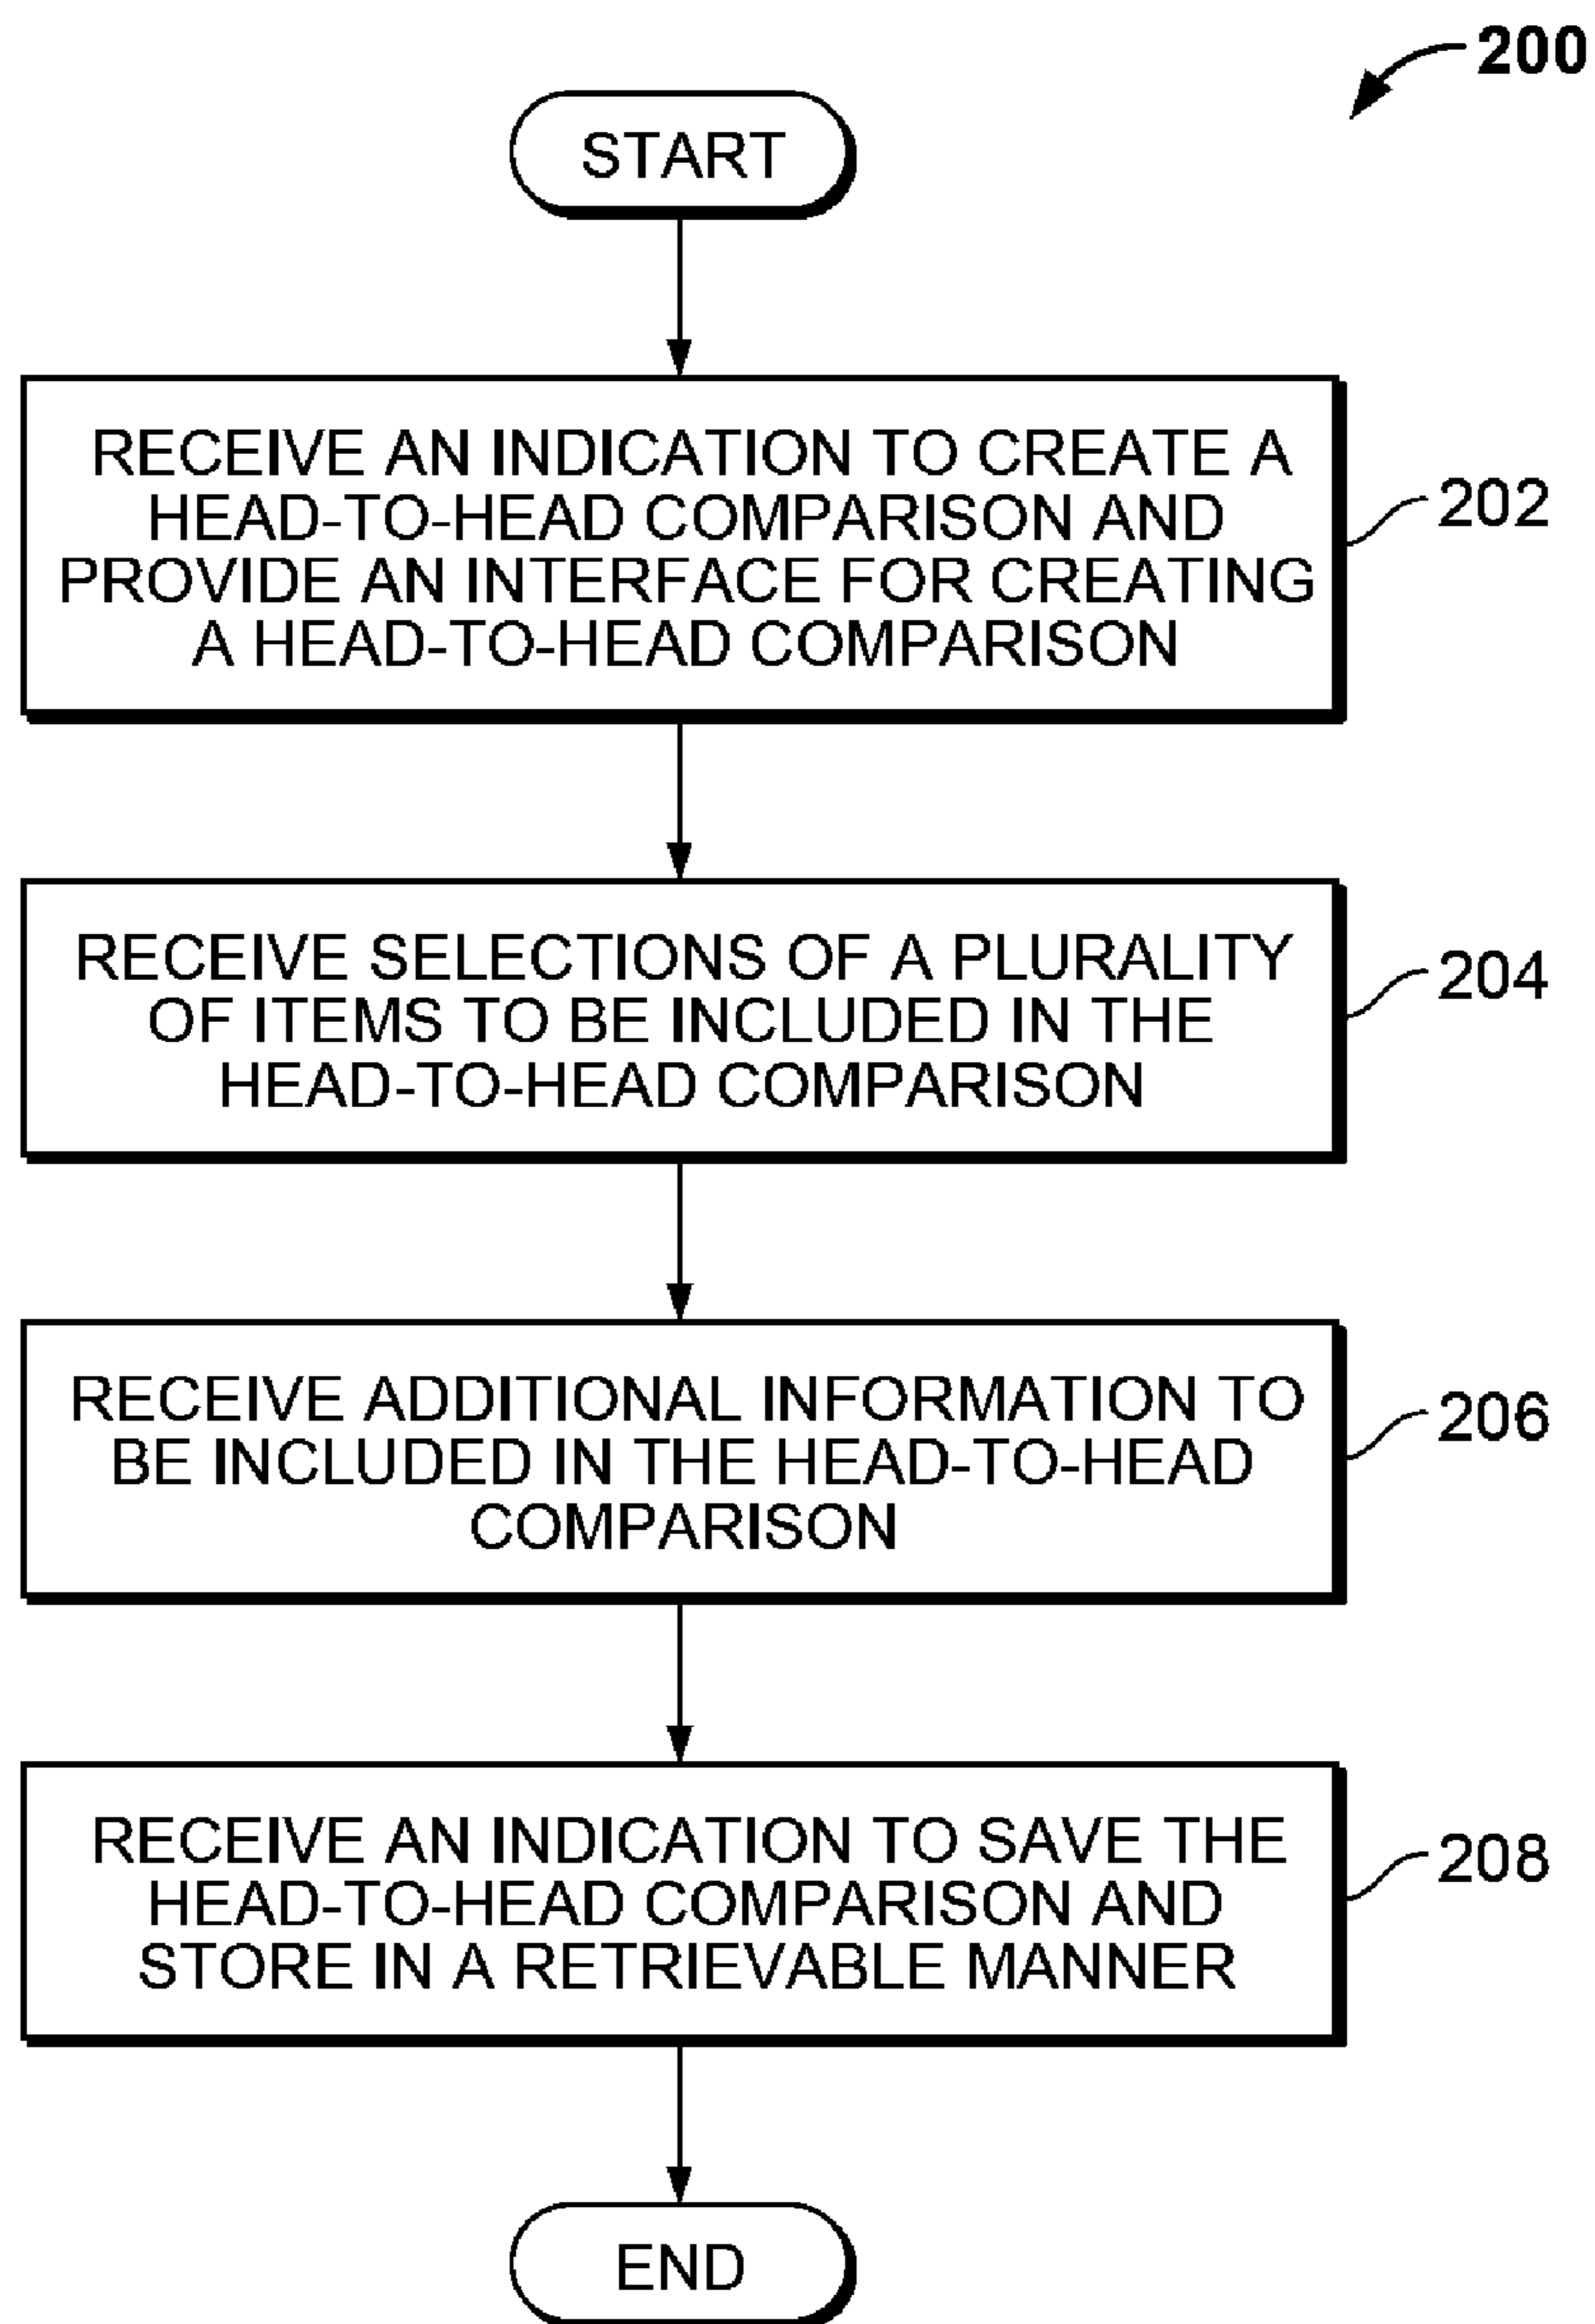 200
START
RECEIVE AN INDICATION TO CREATE A
HEAD-TO-HEAD COMPARISON AND
PROVIDE AN INTERFACE FOR CREATING
A HEAD-TO-HEAD COMPARISON
202
RECEIVE SELECTIONS OF A PLURALITY
OF ITEMS TO BE INCLUDED IN THE
HEAD-TO-HEAD COMPARISON
204
RECEIVE ADDITIONAL INFORMATION TO
BE INCLUDED IN THE HEAD-TO-HEAD
COMPARISON
206
RECEIVE AN INDICATION TO SAVE THE
HEAD-TO-HEAD COMPARISON AND
STORE IN A RETRIEVABLE MANNER
208
END